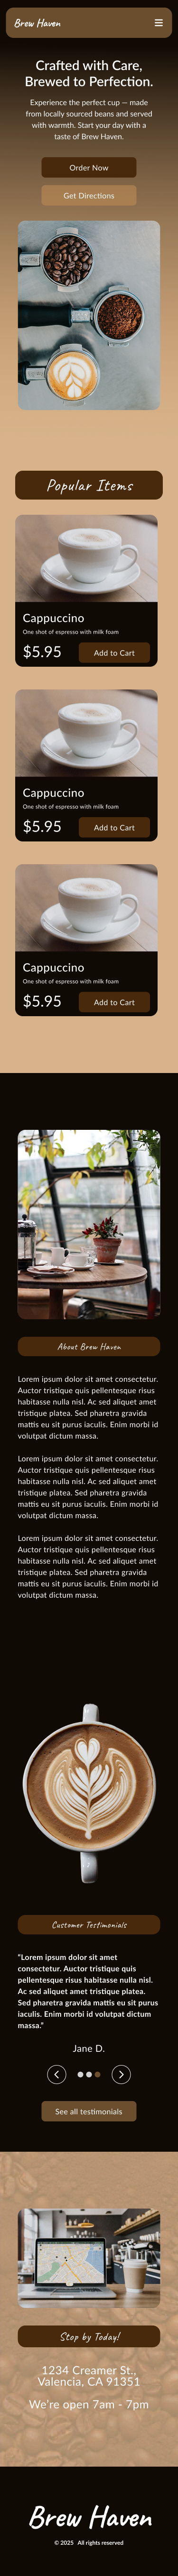 Brew Haven
Crafted with Care,
Brewed to Perfection.
Experience the perfect cup — made
from locally sourced beans and served
with warmth. Start your day with a
taste of Brew Haven.
Order Now
Get Directions
Popular Items
Cappuccino
One shot of espresso with milk foam
$5.95 Add to Cart
Cappuccino
One shot of espresso with milk foam
$5.95 Add to Cart
Cappuccino
One shot of espresso with milk foam
$5.95 Add to Cart
About Brew Haven
Lorem ipsum dolor sit amet consectetur.
Auctor tristique quis pellentesque risus
habitasse nulla nisl. Ac sed aliquet amet
tristique platea. Sed pharetra gravida
mattis eu sit purus iaculis. Enim morbi id
volutpat dictum massa.
Lorem ipsum dolor sit amet consectetur.
Auctor tristique quis pellentesque risus
habitasse nulla nisl. Ac sed aliquet amet
tristique platea. Sed pharetra gravida
mattis eu sit purus iaculis. Enim morbi id
volutpat dictum massa.
Lorem ipsum dolor sit amet consectetur.
Auctor tristique quis pellentesque risus
habitasse nulla nisl. Ac sed aliquet amet
tristique platea. Sed pharetra gravida
mattis eu sit purus iaculis. Enim morbi id
volutpat dictum massa.
Customer Testimonials
“Lorem ipsum dolor sit amet
consectetur. Auctor tristique quis
pellentesque risus habitasse nulla nisl.
Ac sed aliquet amet tristique platea.
Sed pharetra gravida mattis eu sit purus
iaculis. Enim morbi id volutpat dictum
massa.”
Jane D.
See all testimonials
Stop by Today!
1234 Creamer St.,
Valencia, CA 91351
We’re open 7am - 7pm
Brew Haven
© 2025 All rights reserved